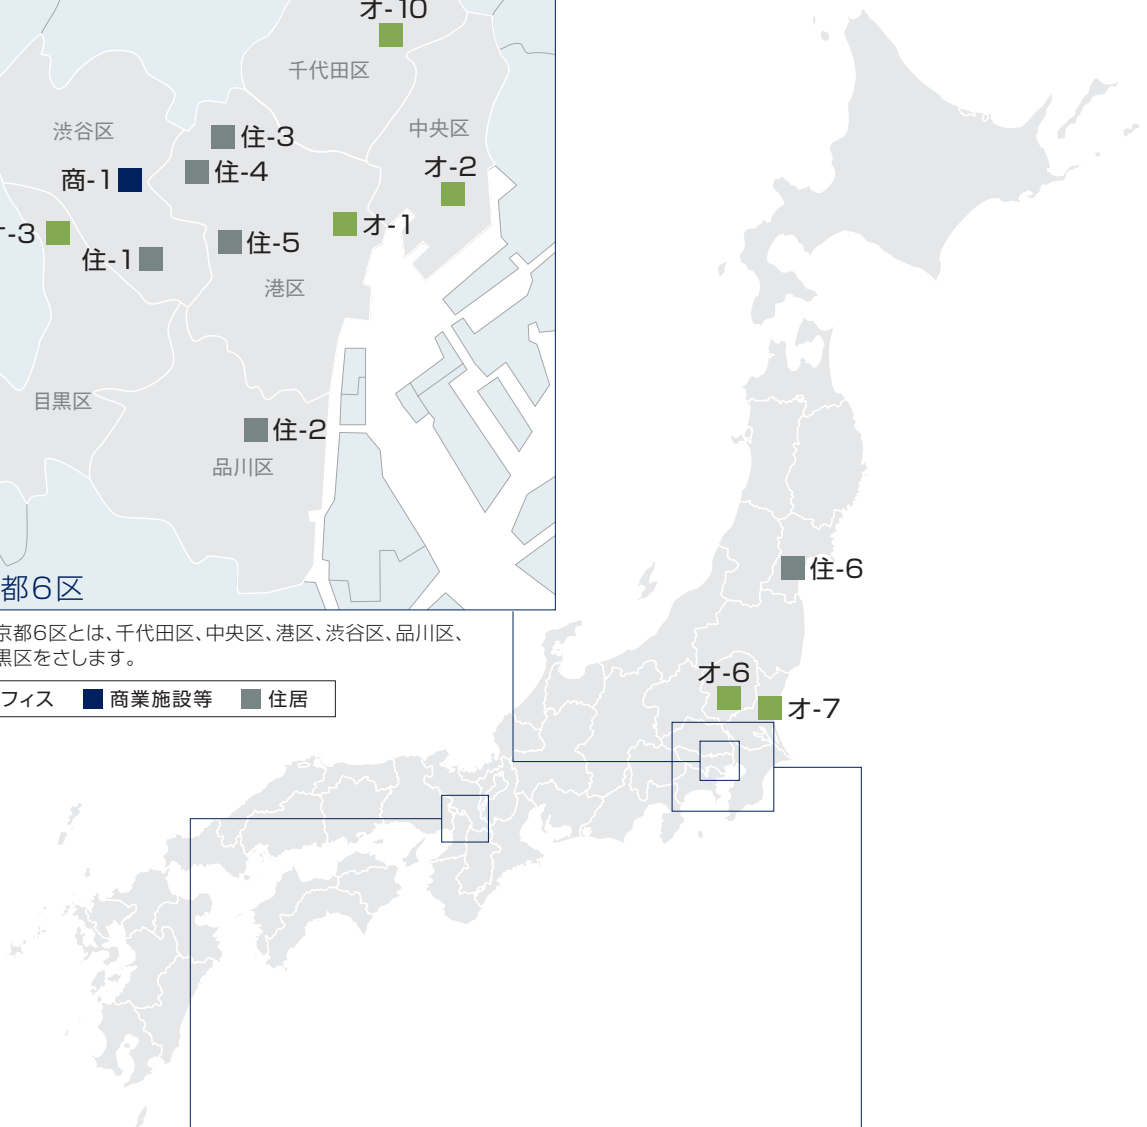 オ-10
千代田区
渋谷区
中央区
住-3
オ-2
商-1
住-4
-3
オ-1
住-1
住-5
港区
目黒区
住-2
品川区
都6区
京都6区とは、千代田区、中央区、港区、渋谷区、品川区、
黒区をさします。
フィス 商業施設等 住居
住-6
オ-6
オ-7